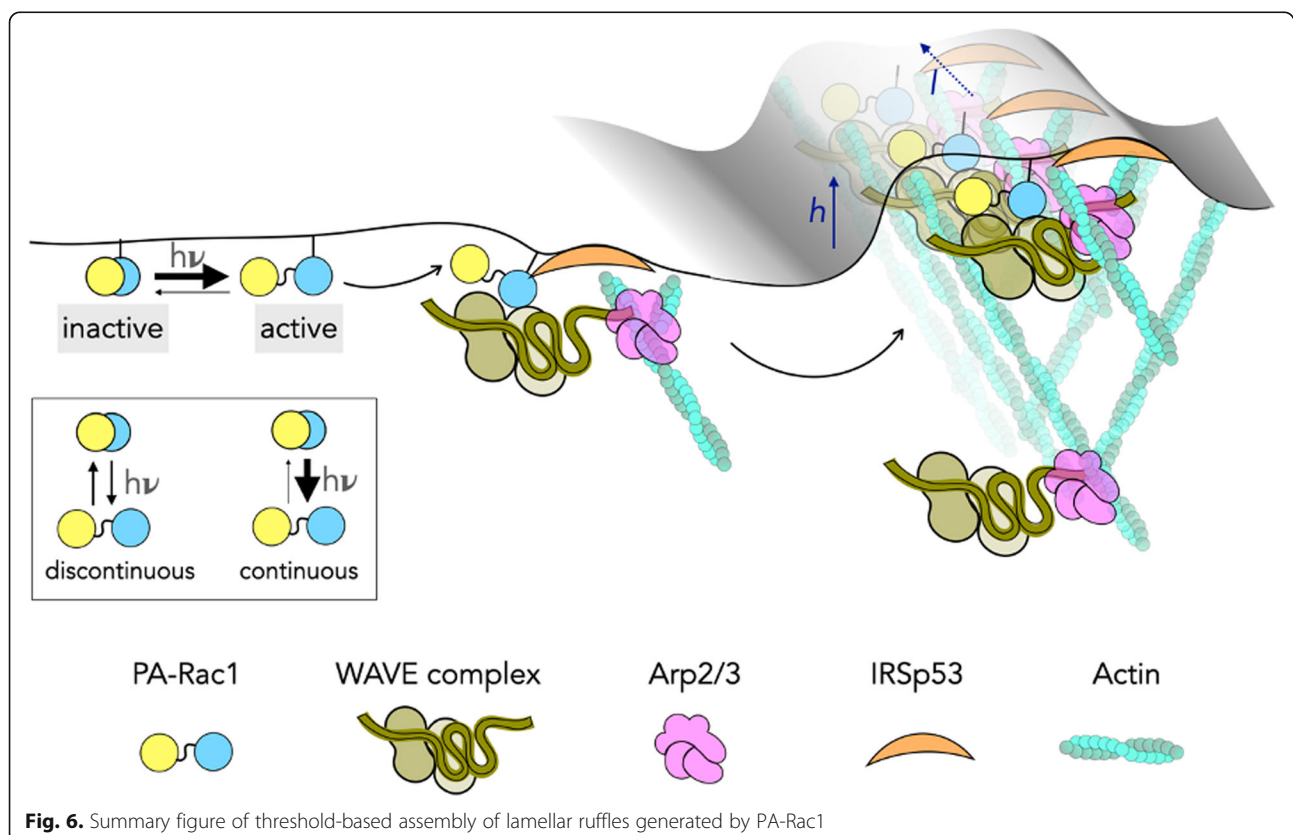 l
h
hν
inactive active
hν hν
discontinuous continuous
PA-Rac1 WAVE complex Arp2/3 IRSp53 Actin
Fig. 6. Summary figure of threshold-based assembly of lamellar ruffles generated by PA-Rac1